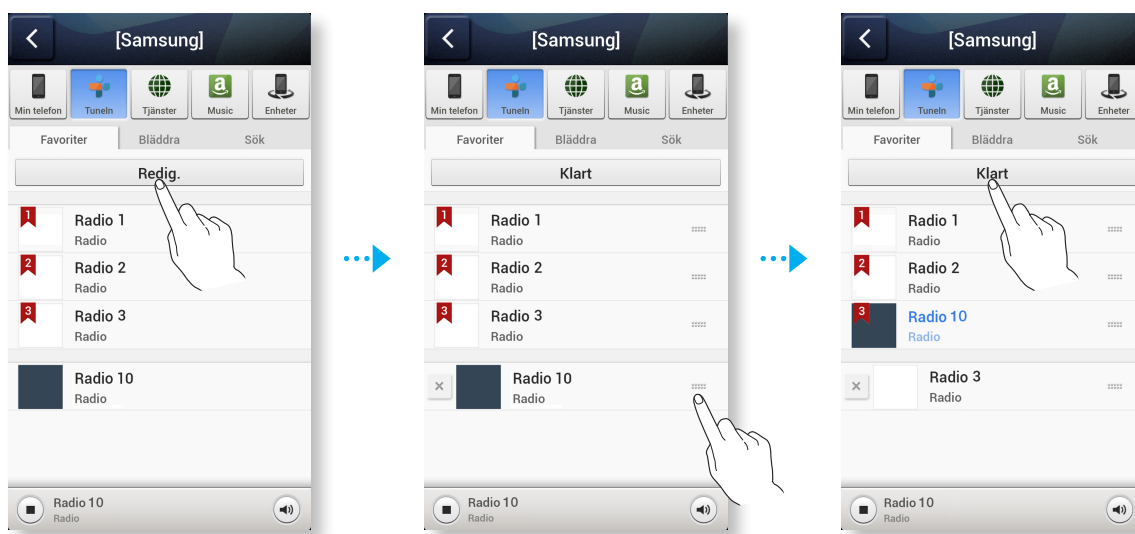 [Samsung]
Min telefon
TuneIn
Tjänster
a
Music
Enheter
Favoriter
Bläddra
Sök
Redig.
1
Radio 1
Radio
2
Radio 2
Radio
3
Radio 3
Radio
Radio 10
Radio
Radio 10
Radio
[Samsung]
Min telefon
TuneIn
Tjänster
a
Music
Enheter
Favoriter
Bläddra
Sök
Klart
1
Radio 1
Radio
2
Radio 2
Radio
3
Radio 3
Radio
Radio 10
Radio
Radio 10
Radio
[Samsung]
Min telefon
TuneIn
Tjänster
a
Music
Enheter
Favoriter
Bläddra
Sök
Klart
1
Radio 1
Radio
2
Radio 2
Radio
3
Radio 10
Radio
Radio 3
Radio
Radio 10
Radio